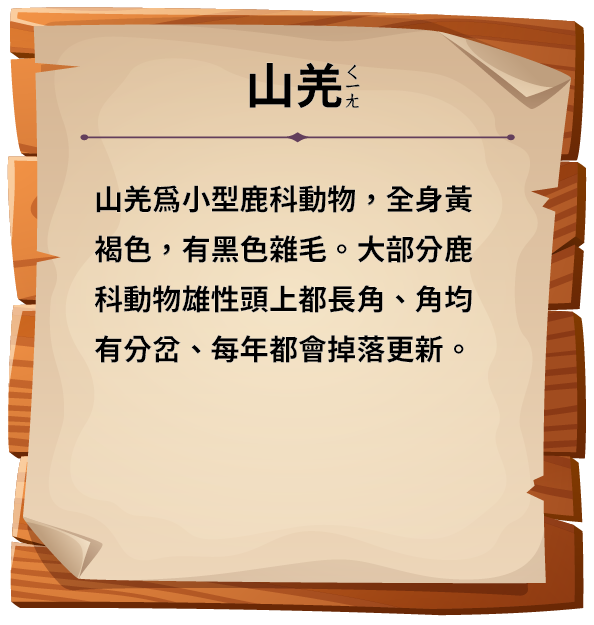 山羌ㄑㄧㄤ
山羌爲小型鹿科動物，全身黃
褐色，有黑色雜毛。大部分鹿
科動物雄性頭上都長角、角均
有分岔、每年都會掉落更新。